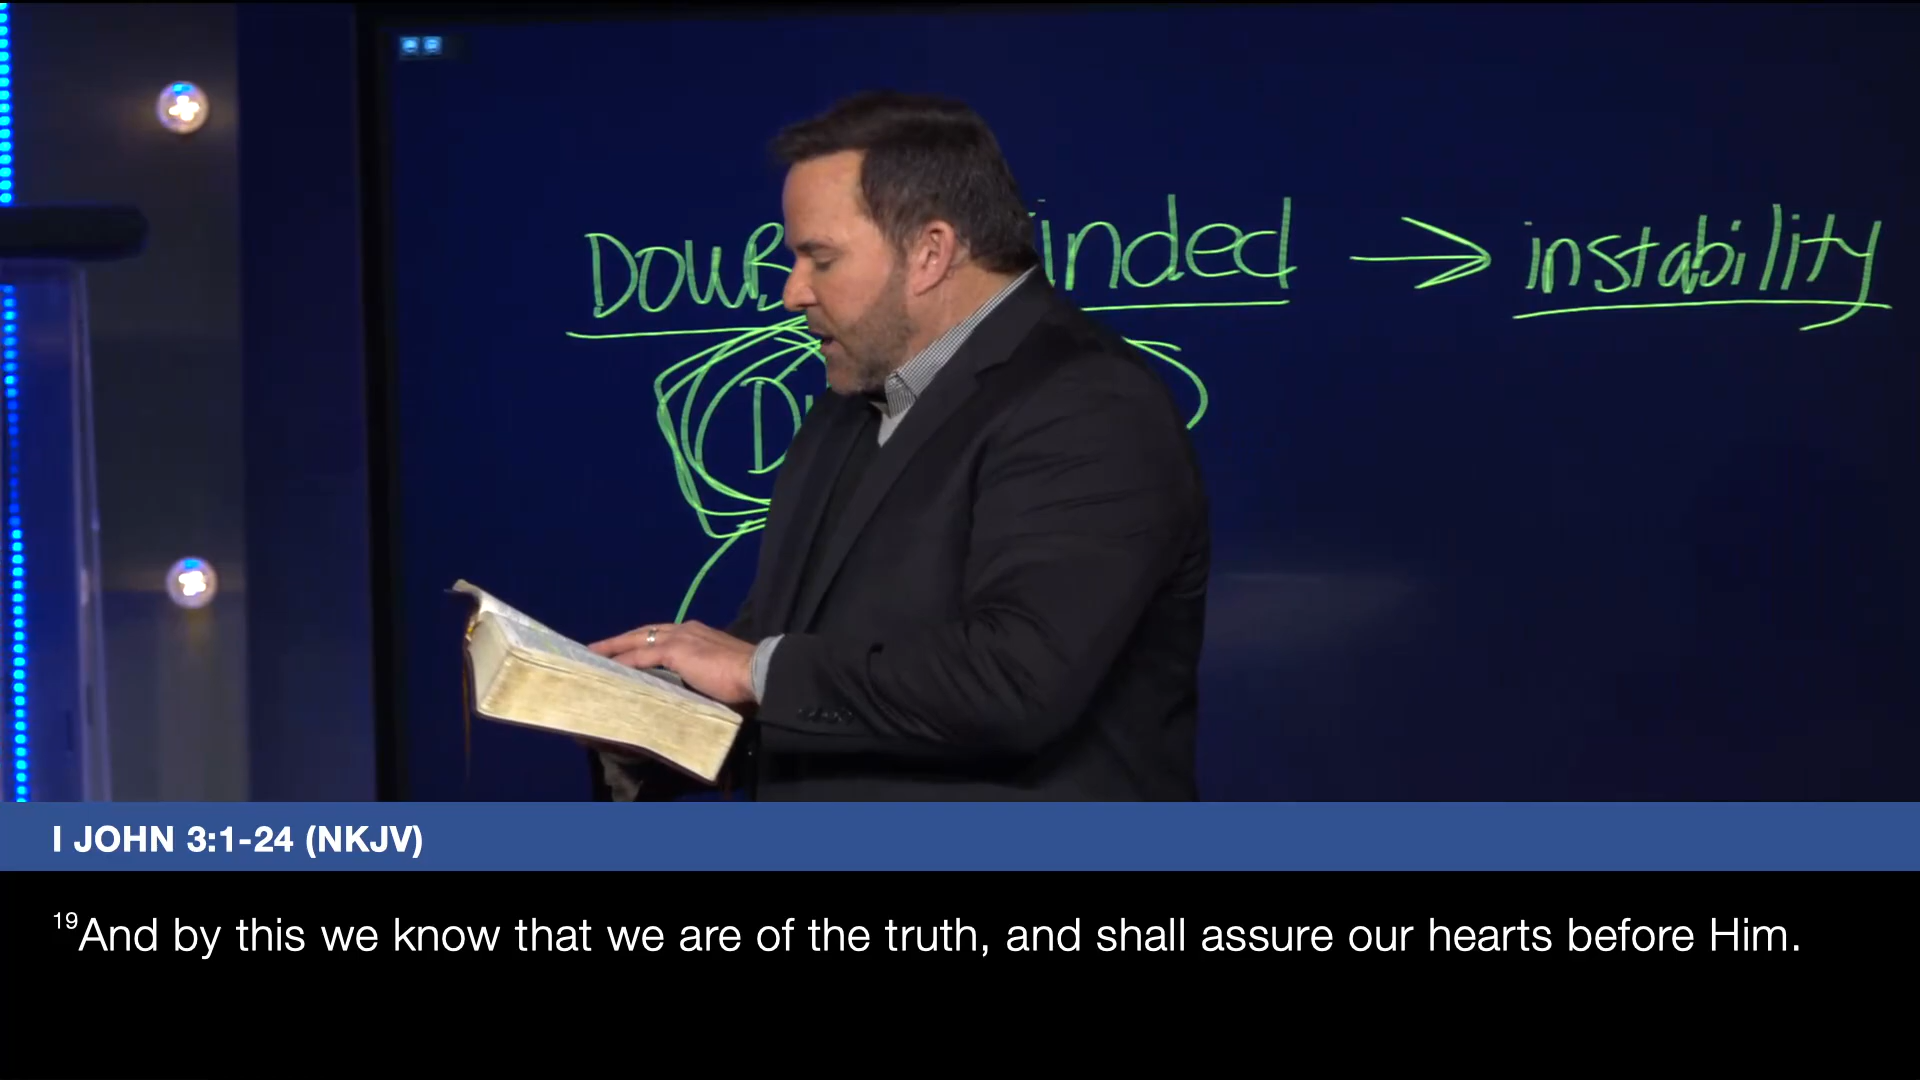 DOUB inded → instability
D
I JOHN 3:1-24 (NKJV)
19And by this we know that we are of the truth, and shall assure our hearts before Him.